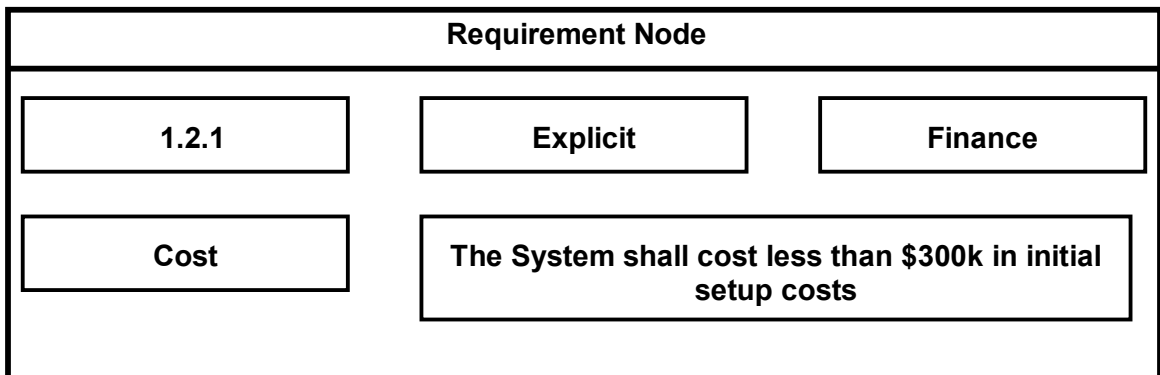 Requirement Node
1.2.1
Explicit
Finance
Cost
The System shall cost less than $300k in initial
setup costs